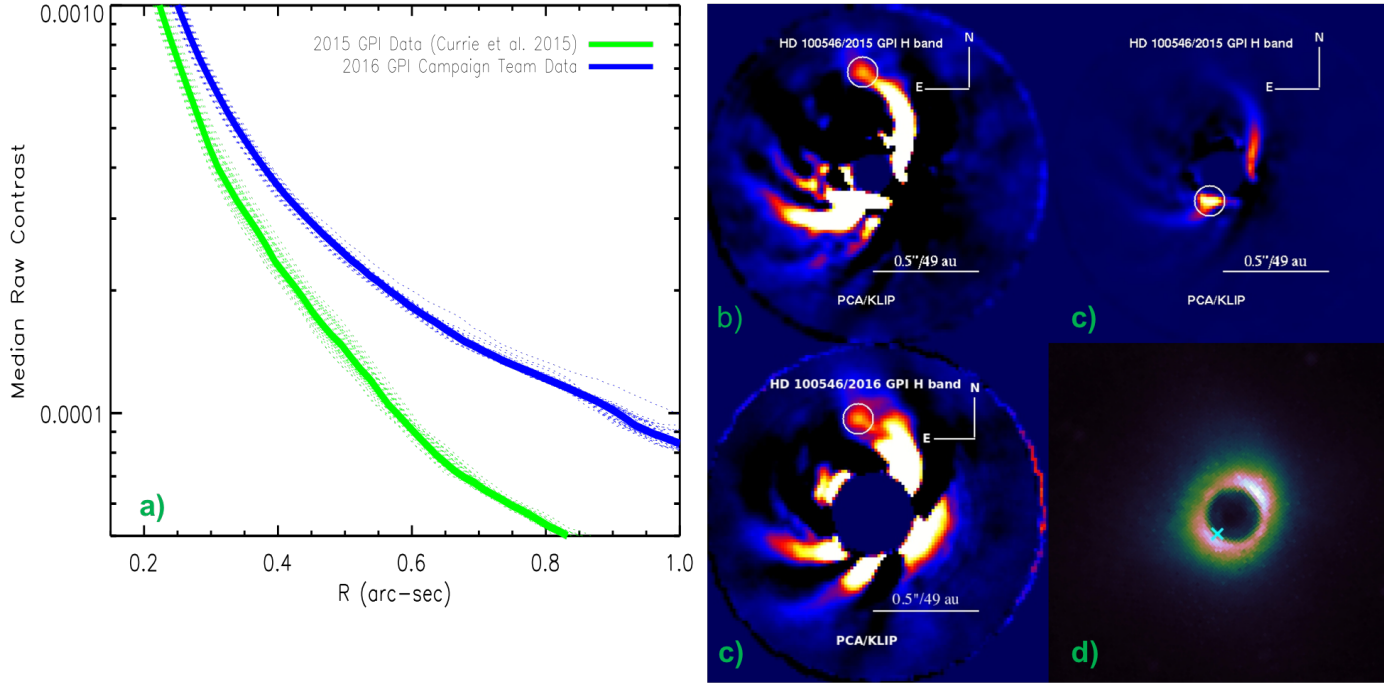 0.0010
0.0001
Median Raw Contrast
2015 GPI Data (Currie et al. 2015)
2016 GPI Campaign Team Data
a)
0.2 0.4 0.6 0.8 1.0
R (arc-sec)
HD 100546/2015 GPI H band
N
E
0.5"/49 au
PCA/KLIP
b)
HD 100546/2015 GPI H band
N
E
0.5"/49 au
PCA/KLIP
c)
HD 100546/2016 GPI H band
N
E
0.5"/49 au
PCA/KLIP
c)
d)